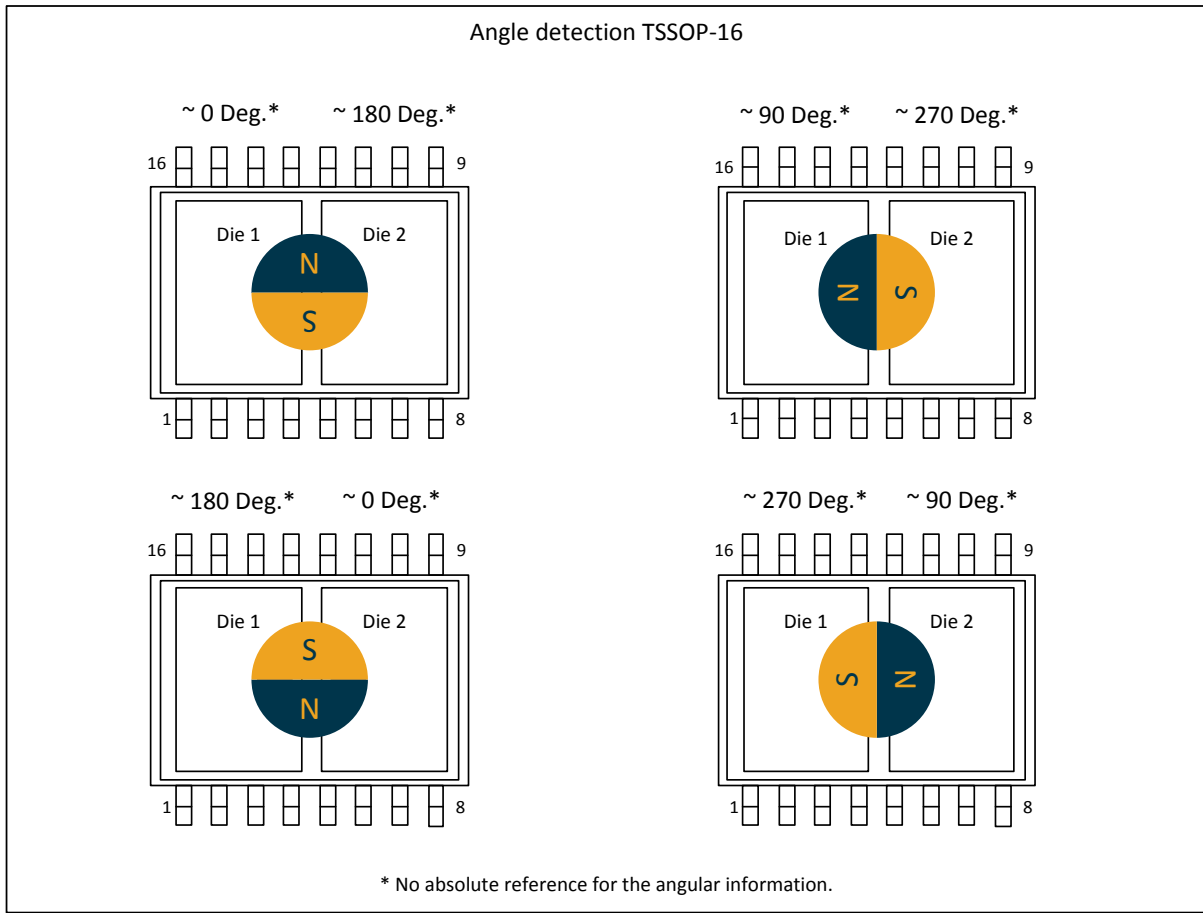 Angle detection TSSOP-16
~ 0 Deg.* ~ 180 Deg.*
16 9
Die 1 Die 2
N
S
1 8
~ 90 Deg.* ~ 270 Deg.*
16 9
Die 1 Die 2
N S
1 8
~ 180 Deg.* ~ 0 Deg.*
16 9
Die 1 Die 2
S
N
1 8
~ 270 Deg.* ~ 90 Deg.*
16 9
Die 1 Die 2
S N
1 8
* No absolute reference for the angular information.